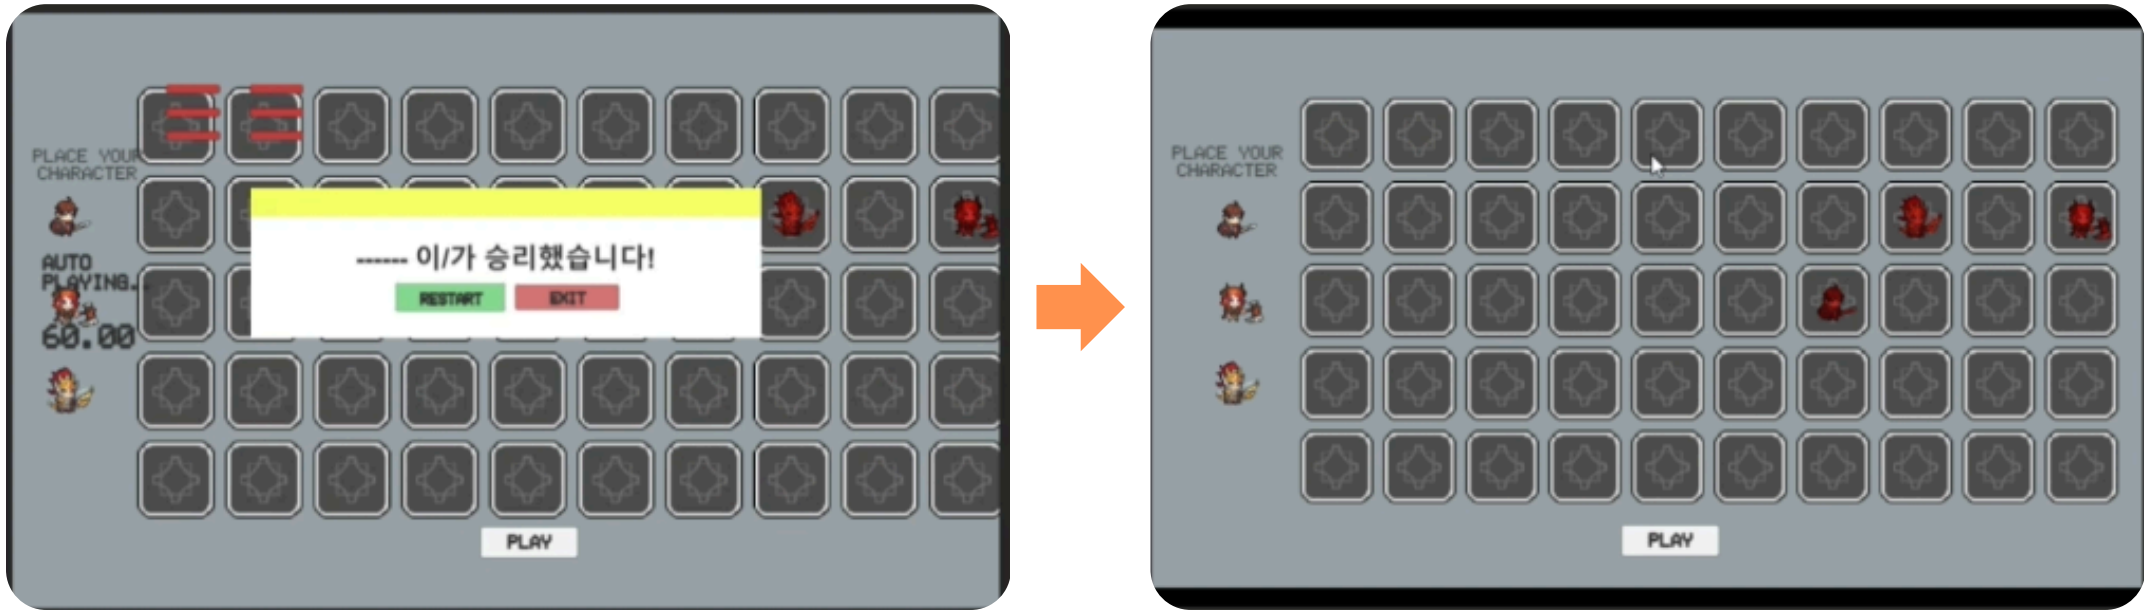 PLACE YOUR
CHARACTER
AUTO
PLAYING..
60.00
------ 이/가 승리했습니다!
RESTART
EXIT
PLAY
PLACE YOUR
CHARACTER
PLAY